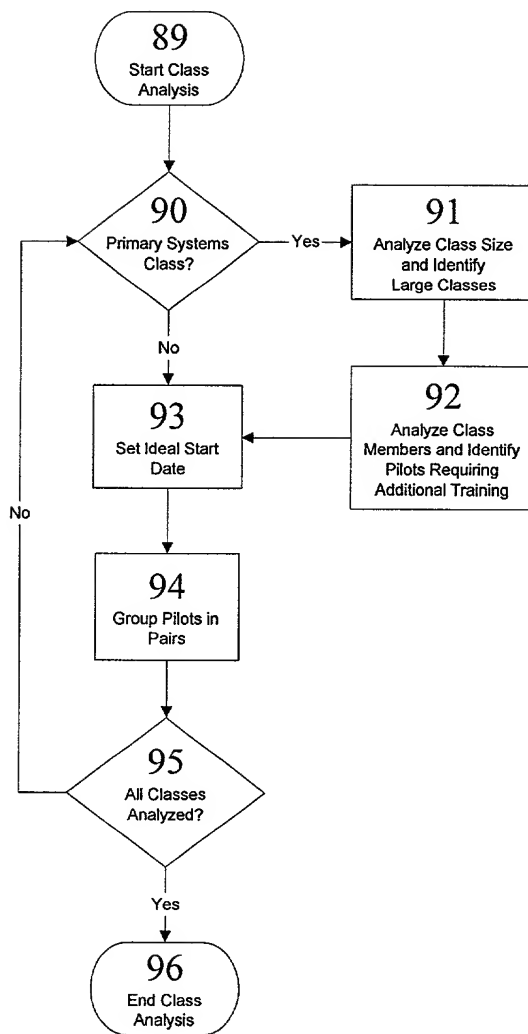 89
Start Class
Analysis
90
Primary Systems
Class?
Yes
91
Analyze Class Size
and Identify
Large Classes
No
92
Analyze Class
Members and Identify
Pilots Requiring
Additional Training
93
Set Ideal Start
Date
No
94
Group Pilots in
Pairs
95
All Classes
Analyzed?
Yes
96
End Class
Analysis